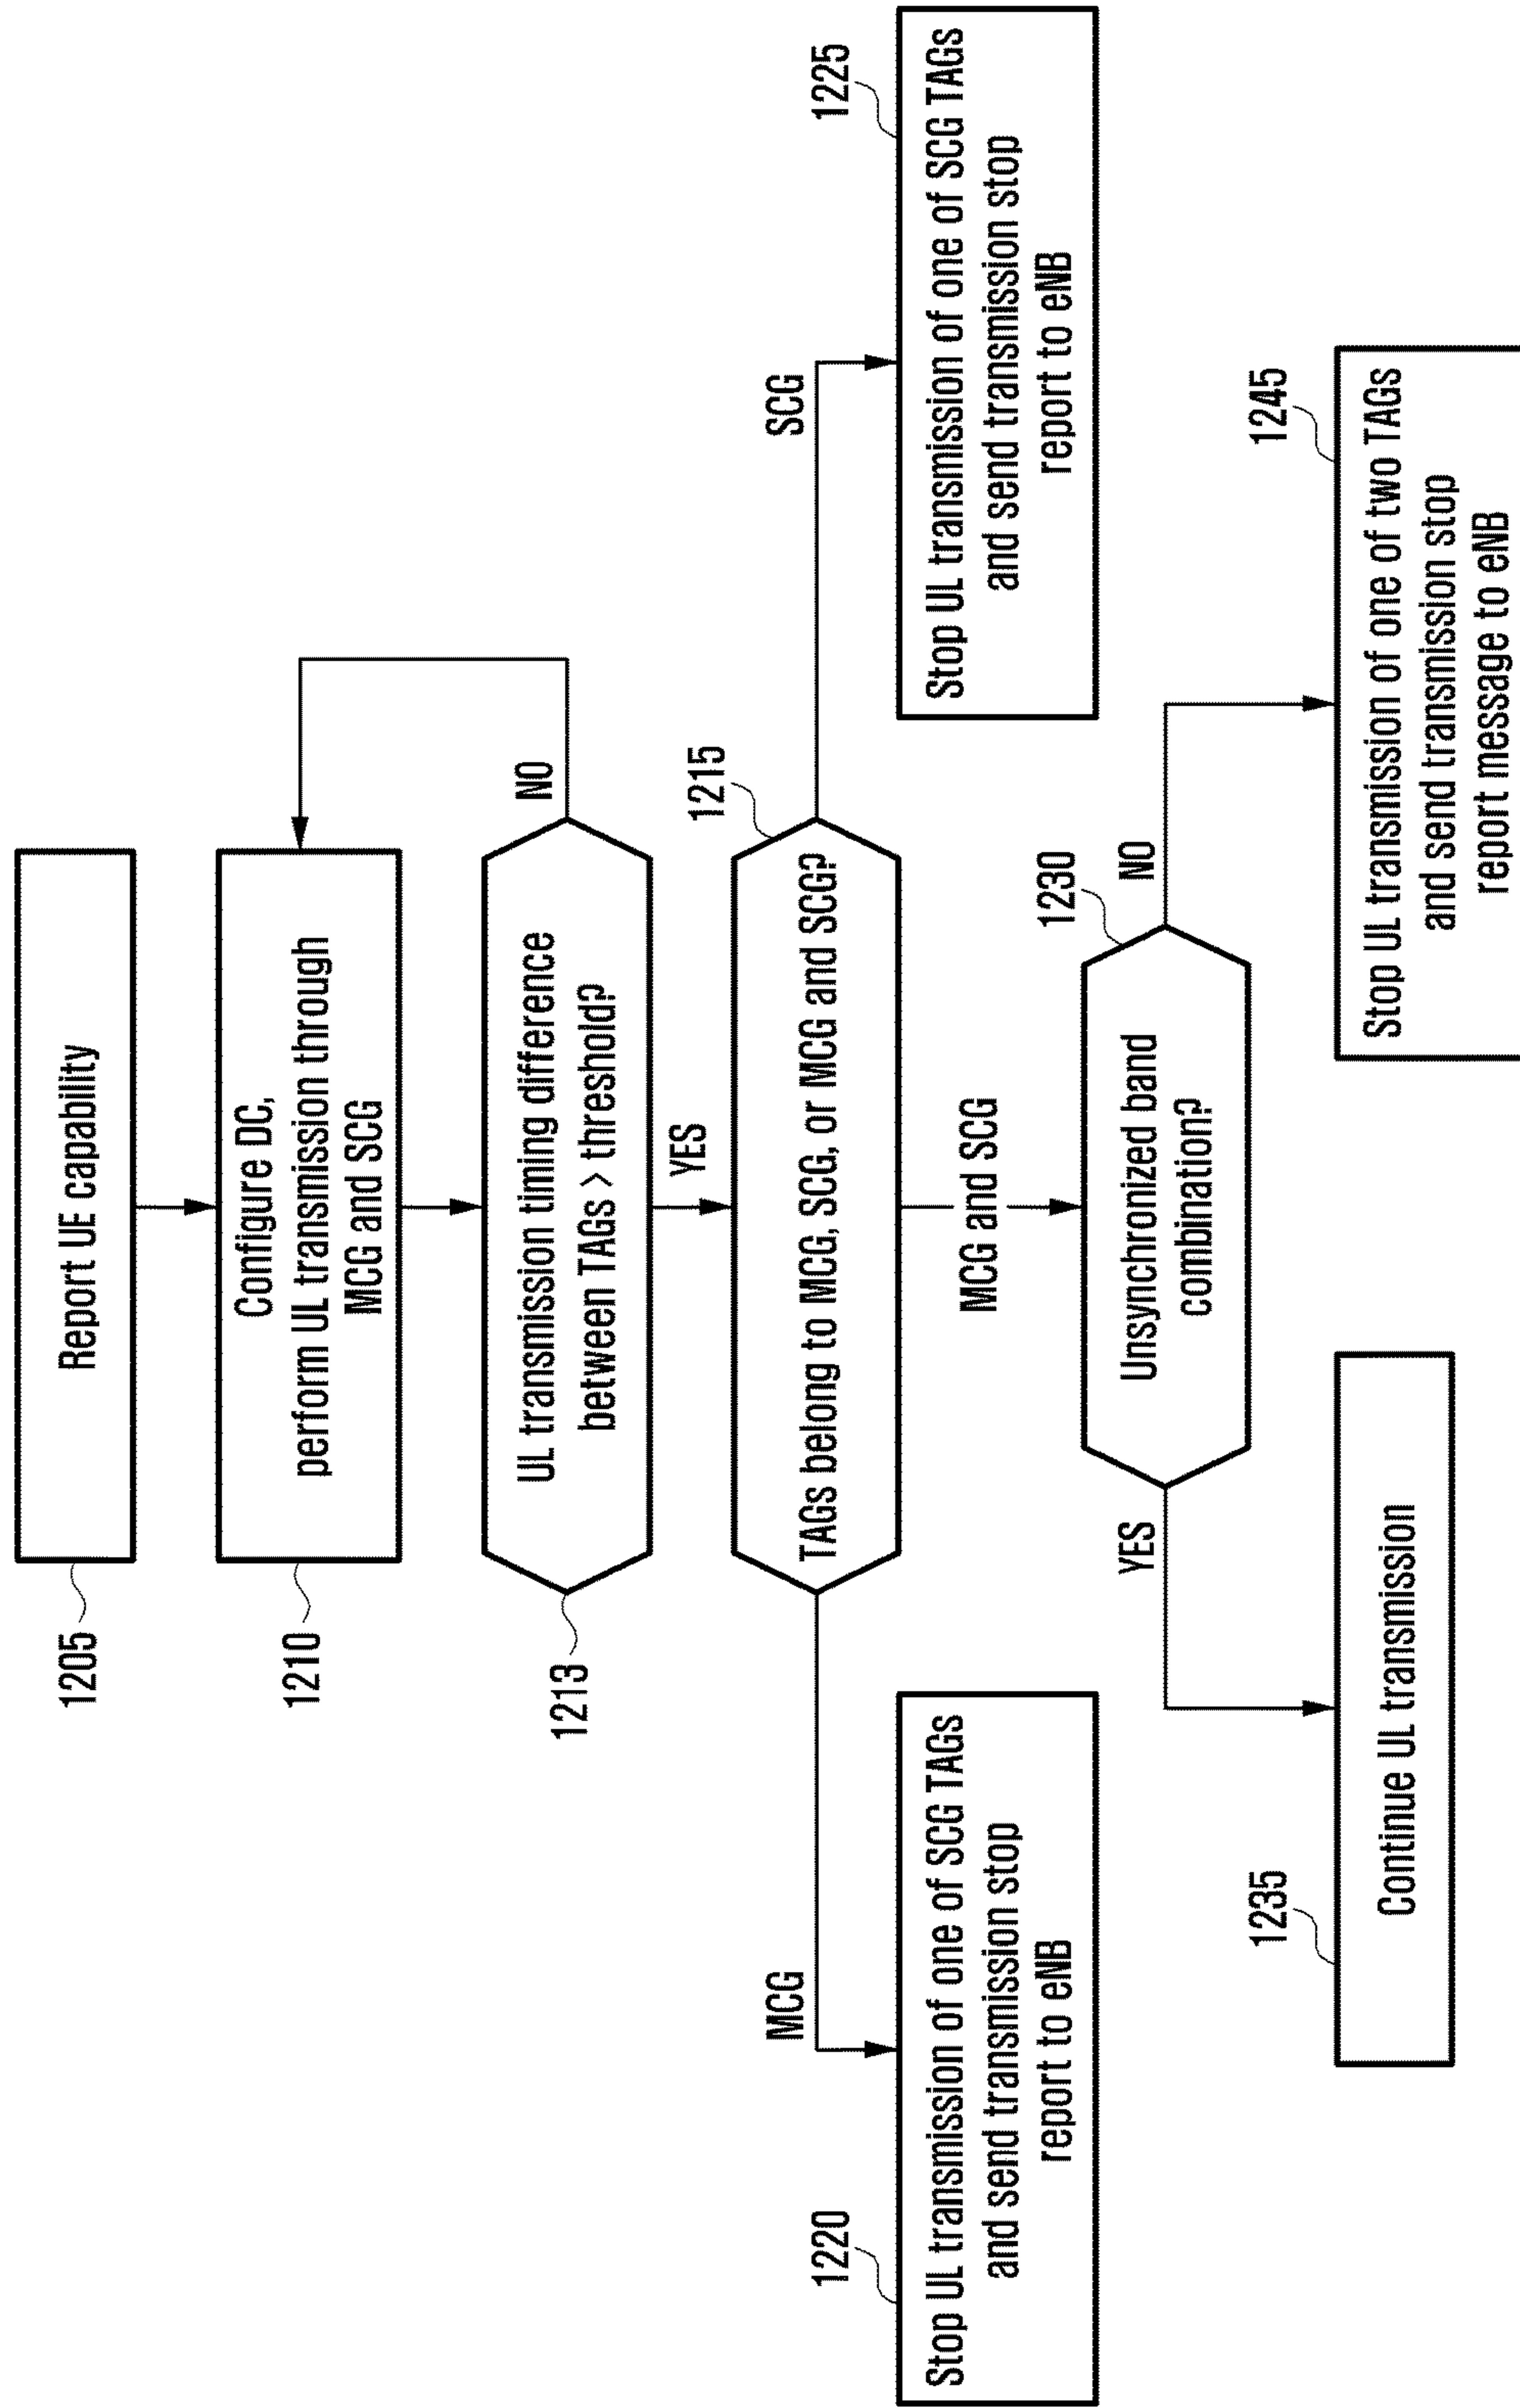 1205
Report UE capability
1210
Configure DC,
perform UL transmission through
MCG and SCG
1213
UL transmission timing difference
between TAGs > threshold?
NO
YES
1215
TAGs belong to MCG, SCG, or MCG and SCG?
MCG
SCG
MCG and SCG
1220
Stop UL transmission of one of SCG TAGs
and send transmission stop
report to eNB
1225
Stop UL transmission of one of SCG TAGs
and send transmission stop
report to eNB
1230
Unsynchronized band
combination?
YES
NO
1235
Continue UL transmission
1245
Stop UL transmission of one of two TAGs
and send transmission stop
report message to eNB